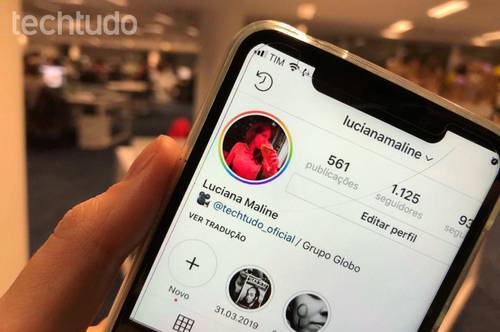 techtudo
TIM
lucianamaline
561
publicações
1.125
seguidores
93
Luciana Maline
@techtudo_oficial / Grupo Globo
Editar perfil
VER TRADUÇÃO
Novo
31.03.2019